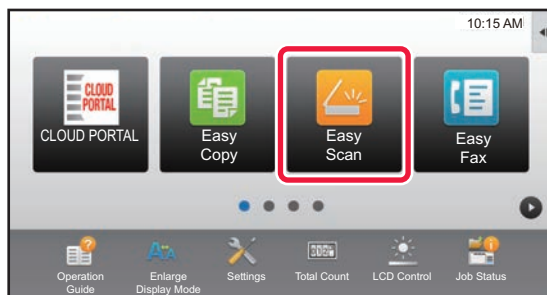 10:15 AM
CLOUD
PORTAL
CLOUD PORTAL
Easy
Copy
Easy
Scan
Easy
Fax
Operation
Guide
Enlarge
Display Mode
Settings
Total Count
LCD Control
Job Status